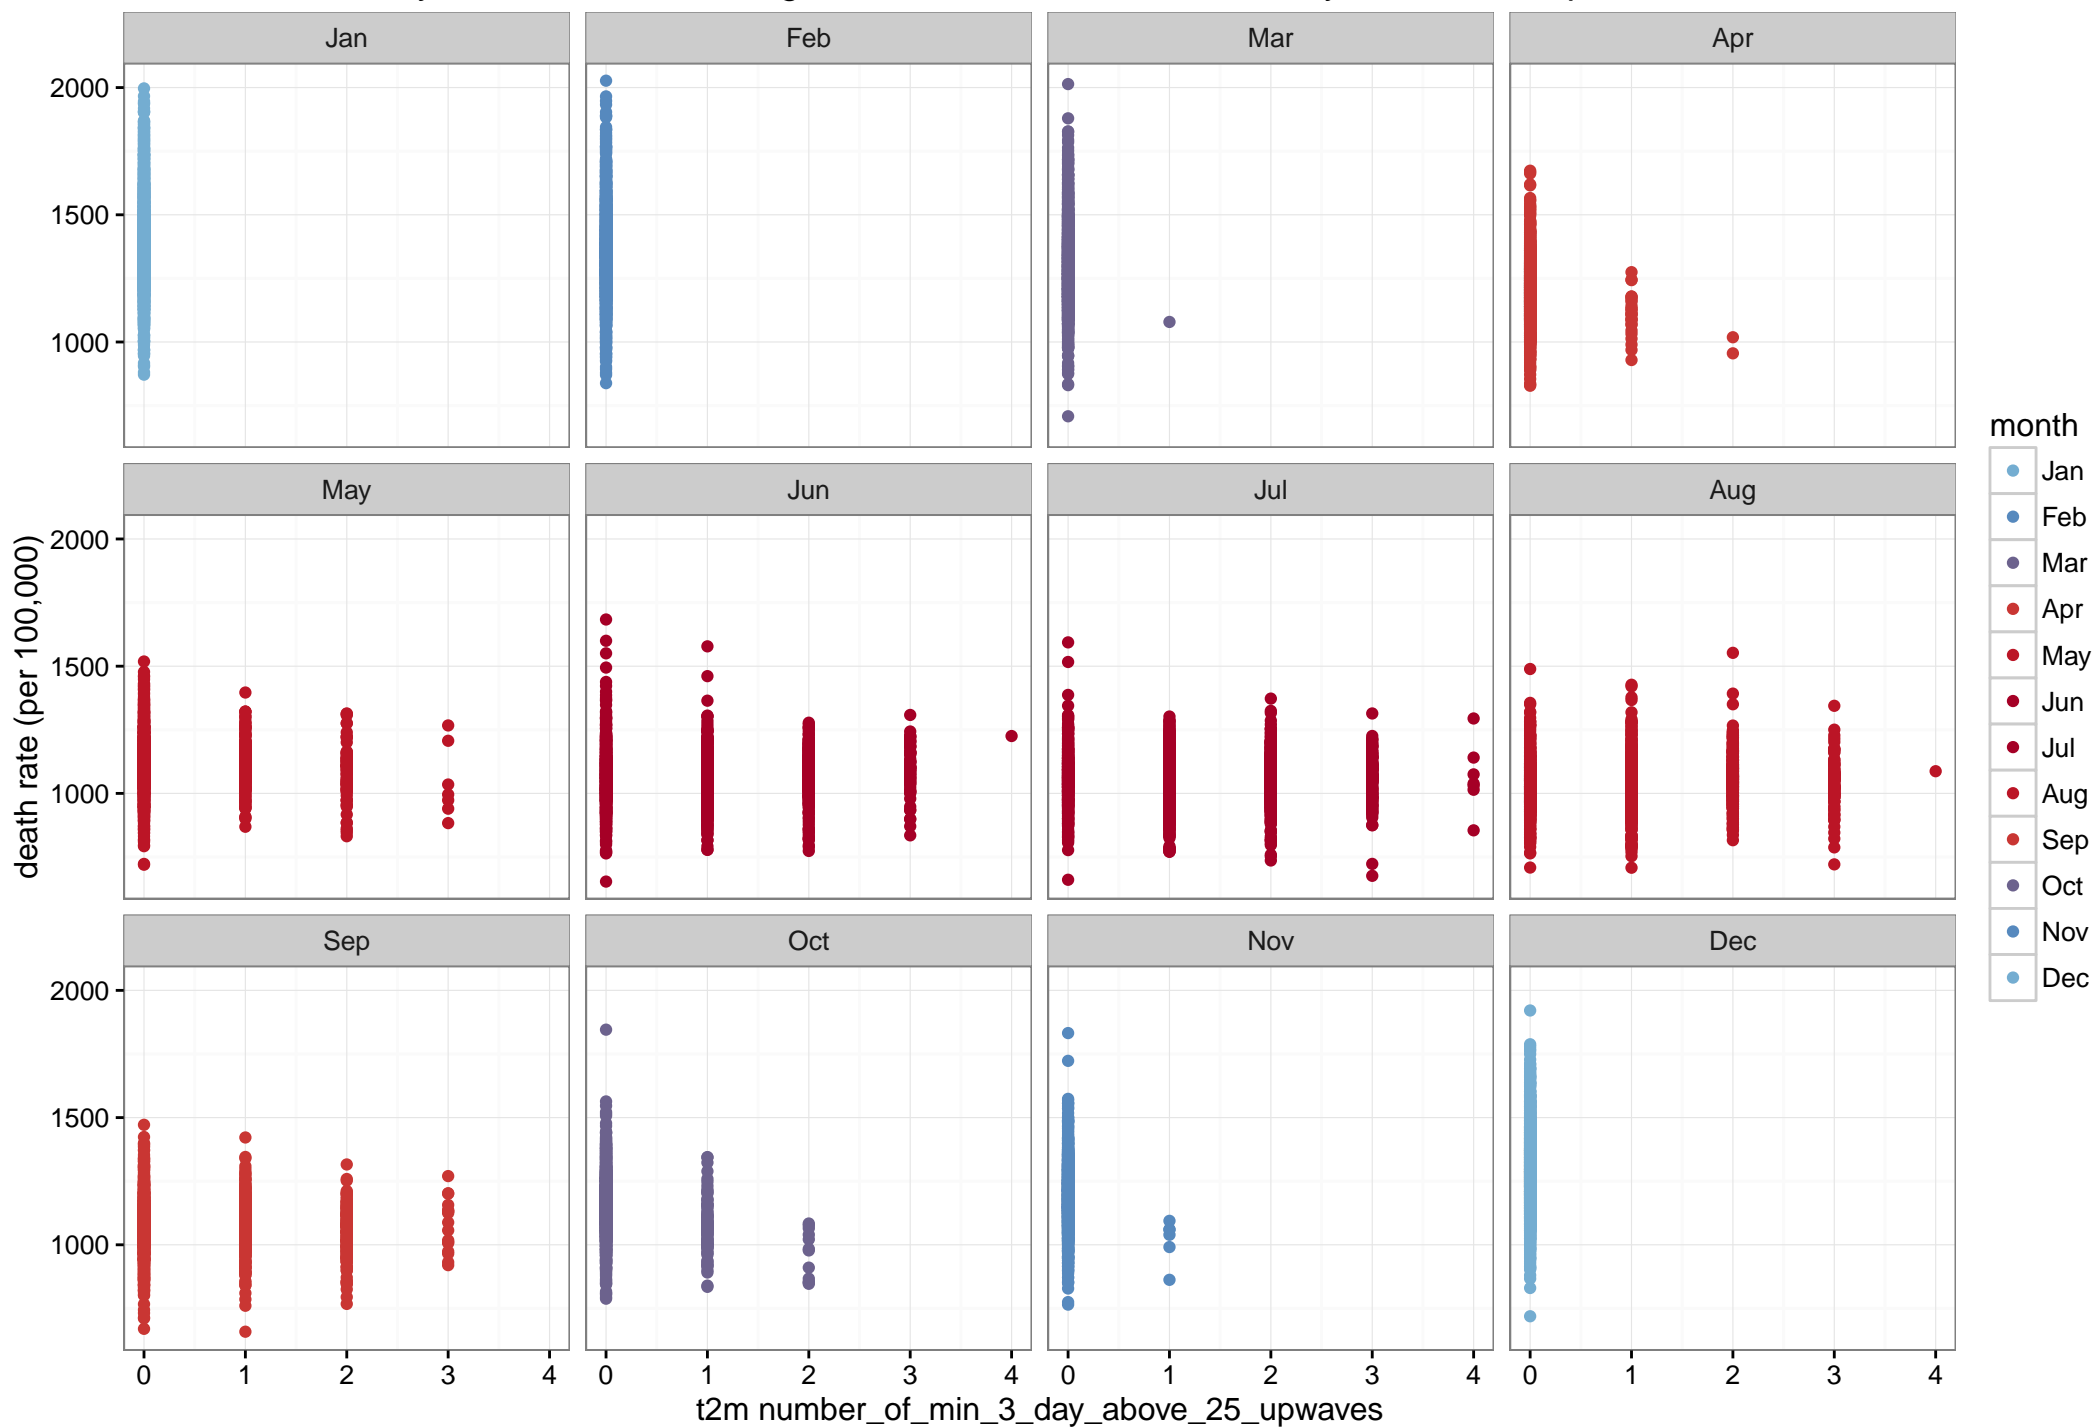 Jan Feb Mar Apr
2000
1500
1000
May Jun Jul Aug
2000
1500
1000
Sep Oct Nov Dec
2000
1500
1000
0 1 2 3 4 0 1 2 3 4 0 1 2 3 4 0 1 2 3 4
t2m number_of_min_3_day_above_25_upwaves
death rate (per 100,000)
month
Jan
Feb
Mar
Apr
May
Jun
Jul
Aug
Sep
Oct
Nov
Dec